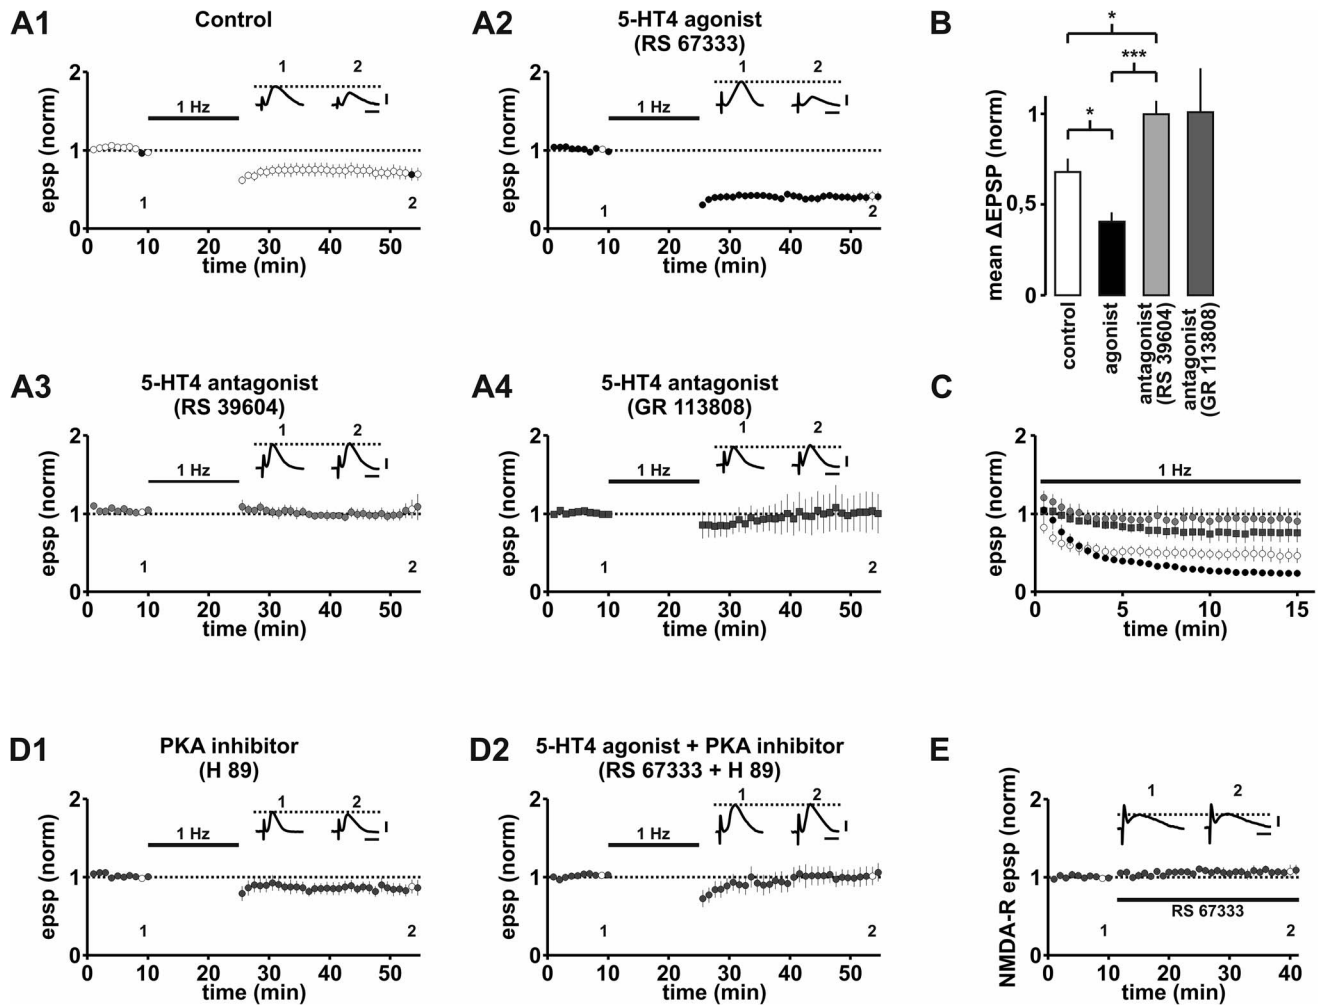 A1
Control
2
1
0
epsp (norm)
1 Hz
1 2
1 2
0 10 20 30 40 50
time (min)
A2
5-HT4 agonist
(RS 67333)
2
1
0
epsp (norm)
1 Hz
1 2
1 2
0 10 20 30 40 50
time (min)
B
* *** *
1
0,5
0
mean ΔEPSP (norm)
control
agonist
antagonist
(RS 39604)
antagonist
(GR 113808)
A3
5-HT4 antagonist
(RS 39604)
2
1
0
epsp (norm)
1 Hz
1 2
1 2
0 10 20 30 40 50
time (min)
A4
5-HT4 antagonist
(GR 113808)
2
1
0
epsp (norm)
1 Hz
1 2
1 2
0 10 20 30 40 50
time (min)
C
2
1
0
epsp (norm)
1 Hz
0 5 10 15
time (min)
D1
PKA inhibitor
(H 89)
2
1
0
epsp (norm)
1 Hz
1 2
1 2
0 10 20 30 40 50
time (min)
D2
5-HT4 agonist + PKA inhibitor
(RS 67333 + H 89)
2
1
0
epsp (norm)
1 Hz
1 2
1 2
0 10 20 30 40 50
time (min)
E
2
1
0
NMDA-R epsp (norm)
1 2
RS 67333
1 2
0 10 20 30 40
time (min)